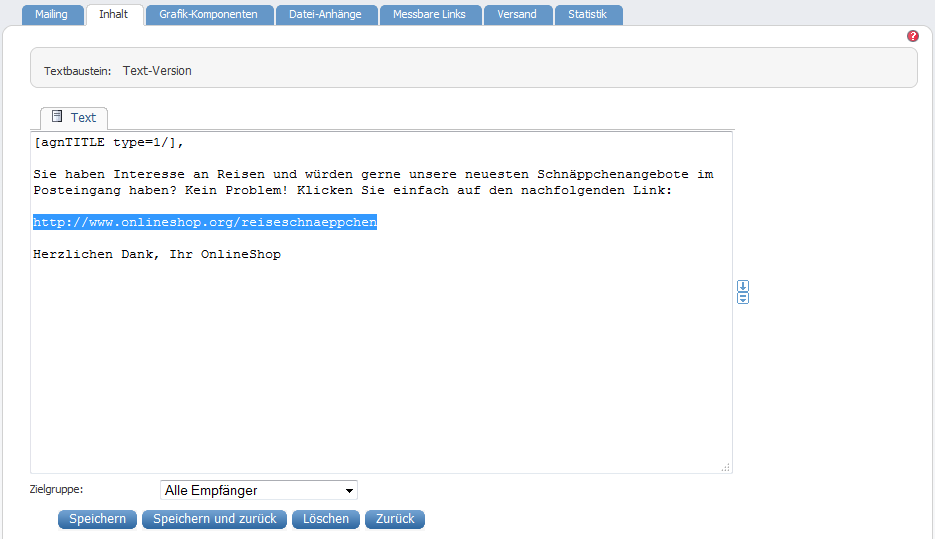 Mailing Inhalt Grafik-Komponenten Datei-Anhänge Messbare Links Versand Statistik
?
Textbaustein: Text-Version
Text
[agnTITLE type=1/],
Sie haben Interesse an Reisen und würden gerne unsere neuesten Schnäppchenangebote im
Posteingang haben? Kein Problem! Klicken Sie einfach auf den nachfolgenden Link:
http://www.onlineshop.org/reiseschnaeppchen
Herzlichen Dank, Ihr OnlineShop
Zielgruppe: Alle Empfänger
Speichern Speichern und zurück Löschen Zurück